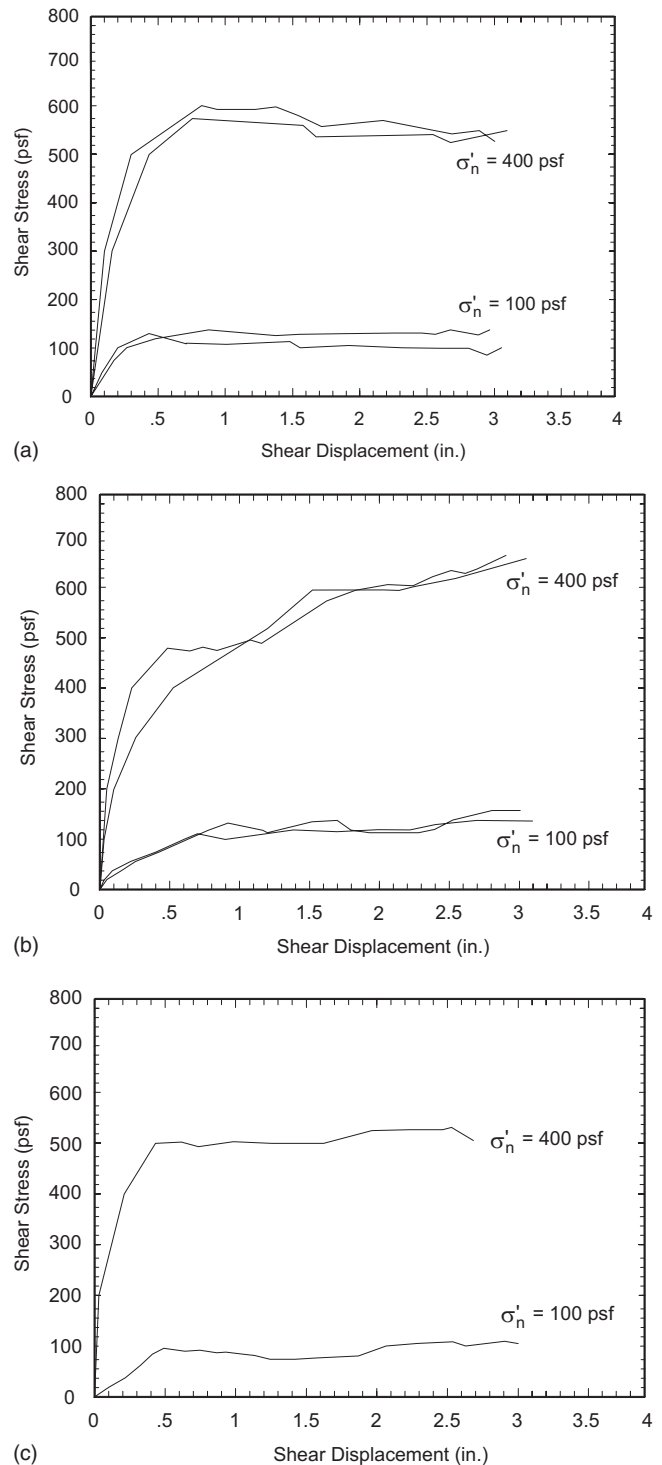 800
700
600
500
400
300
200
100
0
Shear Stress (psf)
σ'n = 400 psf
σ'n = 100 psf
0 .5 1 1.5 2 2.5 3 3.5 4
(a) Shear Displacement (in.)
800
700
600
500
400
300
200
100
0
Shear Stress (psf)
σ'n = 400 psf
σ'n = 100 psf
0 .5 1 1.5 2 2.5 3 3.5 4
(b) Shear Displacement (in.)
800
700
600
500
400
300
200
100
0
Shear Stress (psf)
σ'n = 400 psf
σ'n = 100 psf
0 .5 1 1.5 2 2.5 3 3.5 4
(c) Shear Displacement (in.)